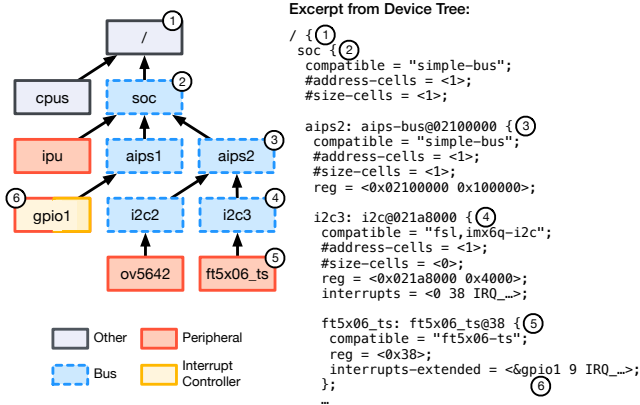 /
1
cpus
soc
2
ipu
aips1
aips2
3
6
gpio1
i2c2
i2c3
4
ov5642
ft5x06_ts
5
Other
Peripheral
Bus
Interrupt
Controller
Excerpt from Device Tree:
/ { 1
soc { 2
compatible = "simple-bus";
#address-cells = <1>;
#size-cells = <1>;
aips2: aips-bus@02100000 { 3
compatible = "simple-bus";
#address-cells = <1>;
#size-cells = <1>;
reg = <0x02100000 0x100000>;
i2c3: i2c@021a8000 { 4
compatible = "fsl,imx6q-i2c";
#address-cells = <1>;
#size-cells = <0>;
reg = <0x021a8000 0x4000>;
interrupts = <0 38 IRQ_…>;
ft5x06_ts: ft5x06_ts@38 { 5
compatible = "ft5x06-ts";
reg = <0x38>;
interrupts-extended = <&gpio1 9 IRQ_…>;
}; 6
…